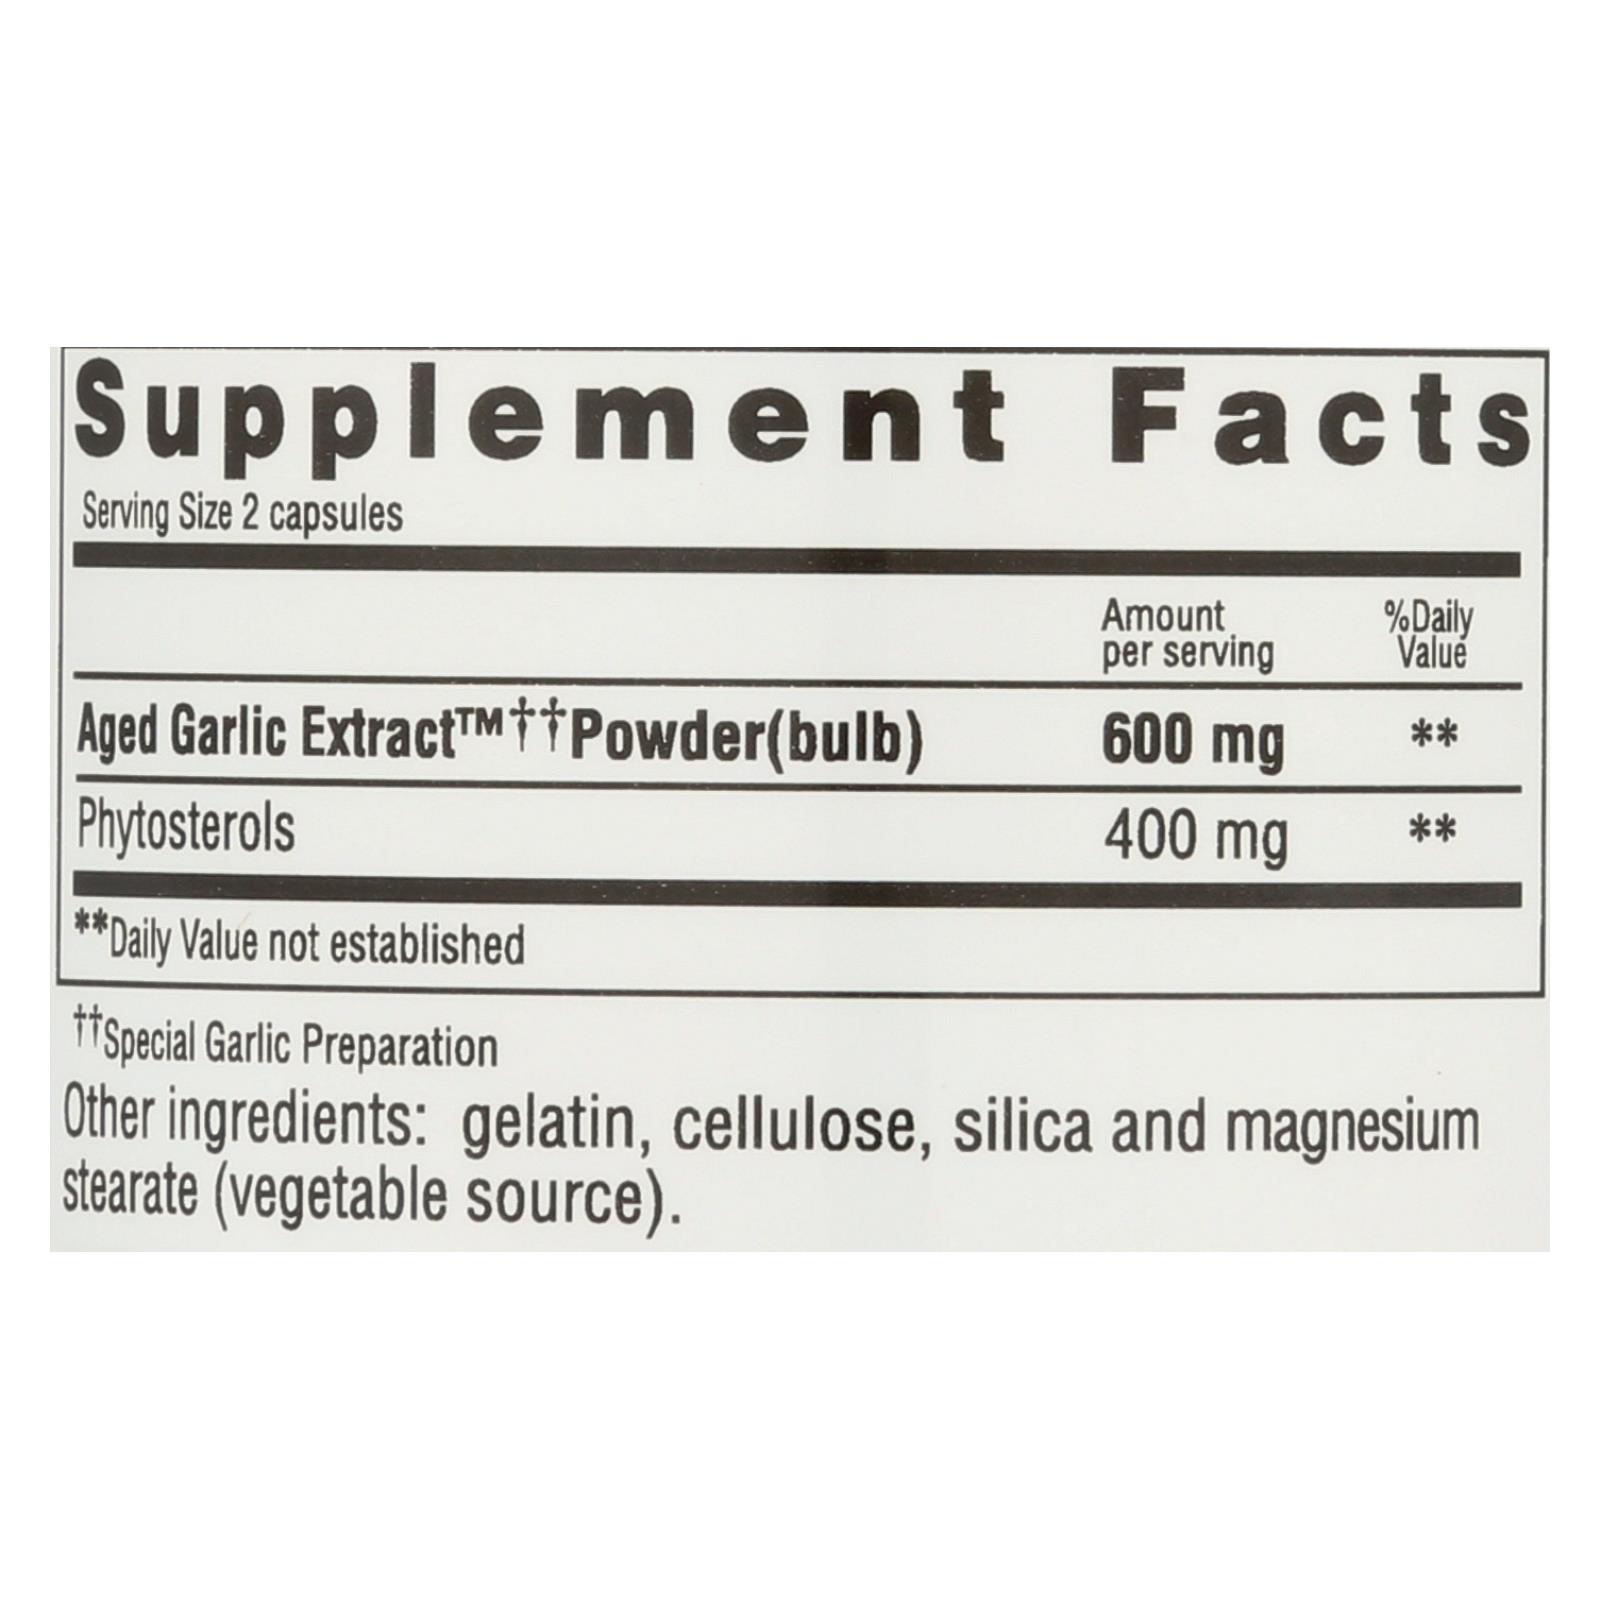 Supplement Facts
Serving Size 2 capsules
Amount per serving
%Daily Value
Aged Garlic Extract™††Powder(bulb) 600 mg **
Phytosterols 400 mg **
**Daily Value not established
††Special Garlic Preparation
Other ingredients: gelatin, cellulose, silica and magnesium
stearate (vegetable source).